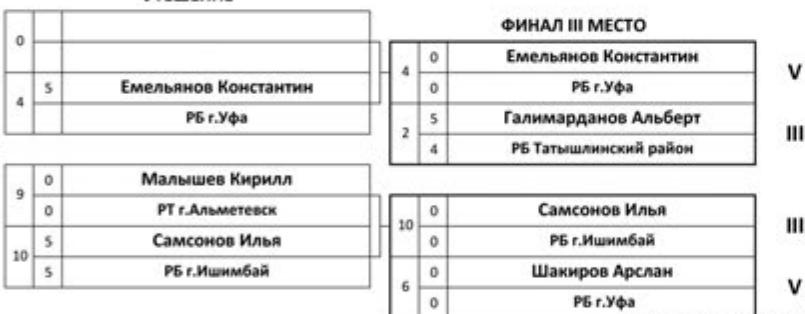 ФИНАЛ III МЕСТО
0
4 5 Емельянов Константин
РБ г.Уфа
4 0 Емельянов Константин V
0 РБ г.Уфа
2 5 Галимарданов Альберт III
4 РБ Татышлинский район
9 0 Малышев Кирилл
0 РТ г.Альметевск
10 5 Самсонов Илья
5 РБ г.Ишимбай
10 0 Самсонов Илья III
0 РБ г.Ишимбай
6 0 Шакиров Арслан V
0 РБ г.Уфа